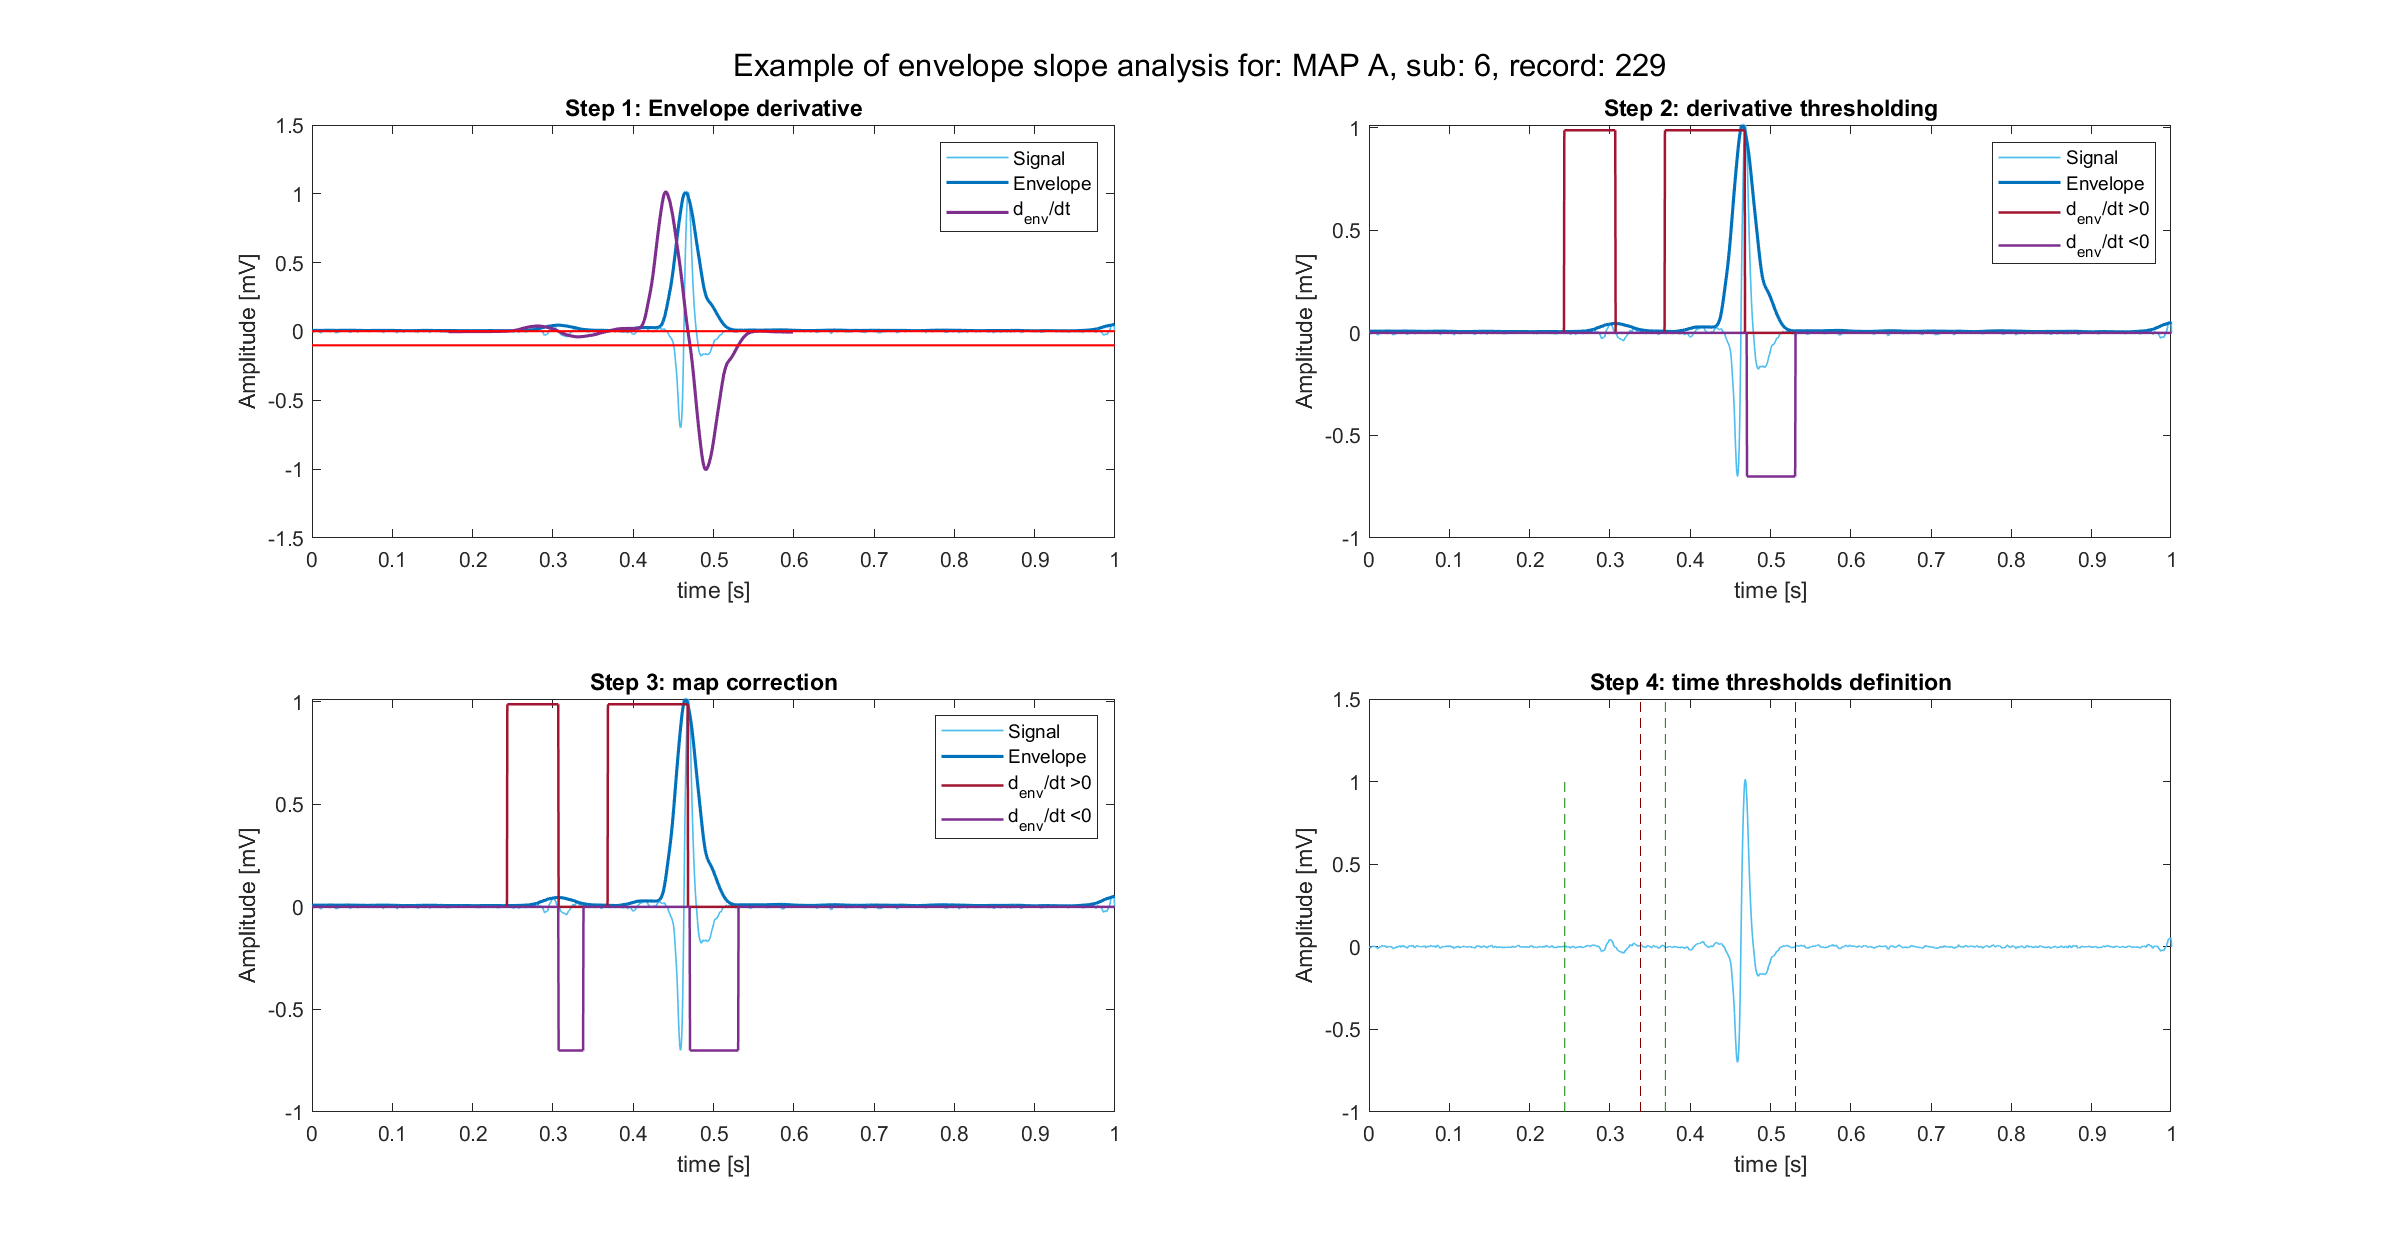 Example of envelope slope analysis for: MAP A, sub: 6, record: 229
Step 1: Envelope derivative
1.5
1
0.5
0
-0.5
-1
-1.5
Amplitude [mV]
0 0.1 0.2 0.3 0.4 0.5 0.6 0.7 0.8 0.9 1
time [s]
Signal
Envelope
d_env/dt
Step 2: derivative thresholding
1
0.5
0
-0.5
-1
Amplitude [mV]
0 0.1 0.2 0.3 0.4 0.5 0.6 0.7 0.8 0.9 1
time [s]
Signal
Envelope
d_env/dt >0
d_env/dt <0
Step 3: map correction
1
0.5
0
-0.5
-1
Amplitude [mV]
0 0.1 0.2 0.3 0.4 0.5 0.6 0.7 0.8 0.9 1
time [s]
Signal
Envelope
d_env/dt >0
d_env/dt <0
Step 4: time thresholds definition
1.5
1
0.5
0
-0.5
-1
Amplitude [mV]
0 0.1 0.2 0.3 0.4 0.5 0.6 0.7 0.8 0.9 1
time [s]